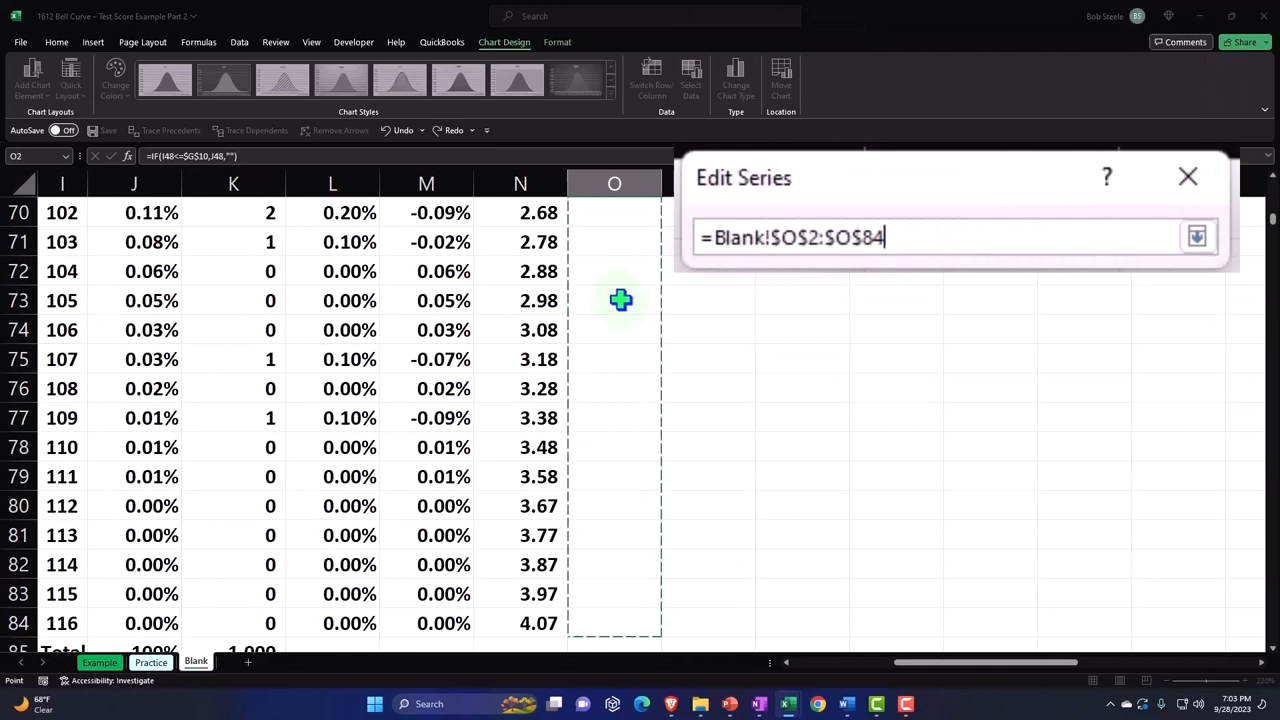 1612 Bell Curve – Test Score Example Part 2
Search
Bob Steele BS
File Home Insert Page Layout Formulas Data Review View Developer Help QuickBooks Chart Design Format Comments Share
Add Chart Element
Quick Layout
Change Colors
Switch Row/ Column
Select Data
Change Chart Type
Move Chart
Chart Layouts Chart Styles Data Type Location
AutoSave Off Save Trace Precedents Trace Dependents Remove Arrows Undo Redo
O2 fx =IF(I48<=$G$10,J48,"")
Edit Series ?
=Blank!$O$2:$O$84
I J K L M N O
70 102 0.11% 2 0.20% -0.09% 2.68
71 103 0.08% 1 0.10% -0.02% 2.78
72 104 0.06% 0 0.00% 0.06% 2.88
73 105 0.05% 0 0.00% 0.05% 2.98
74 106 0.03% 0 0.00% 0.03% 3.08
75 107 0.03% 1 0.10% -0.07% 3.18
76 108 0.02% 0 0.00% 0.02% 3.28
77 109 0.01% 1 0.10% -0.09% 3.38
78 110 0.01% 0 0.00% 0.01% 3.48
79 111 0.01% 0 0.00% 0.01% 3.58
80 112 0.00% 0 0.00% 0.00% 3.67
81 113 0.00% 0 0.00% 0.00% 3.77
82 114 0.00% 0 0.00% 0.00% 3.87
83 115 0.00% 0 0.00% 0.00% 3.97
84 116 0.00% 0 0.00% 0.00% 4.07
85 Total 100% 1,000
Example Practice Blank
Point Accessibility: Investigate 220%
68°F
Clear
Search
7:03 PM
9/28/2023